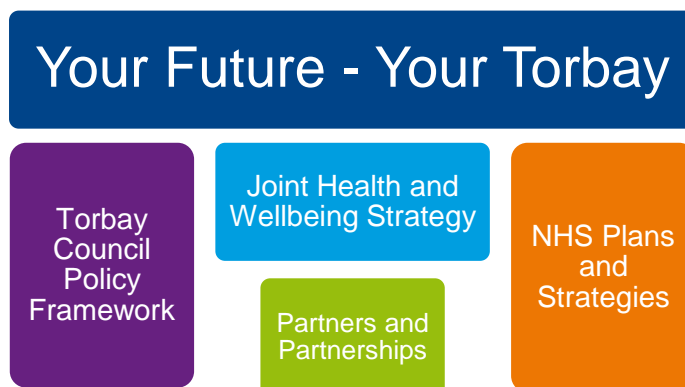 Your Future - Your Torbay
Torbay
Council
Policy
Framework
Joint Health and
Wellbeing Strategy
Partners and
Partnerships
NHS Plans
and
Strategies